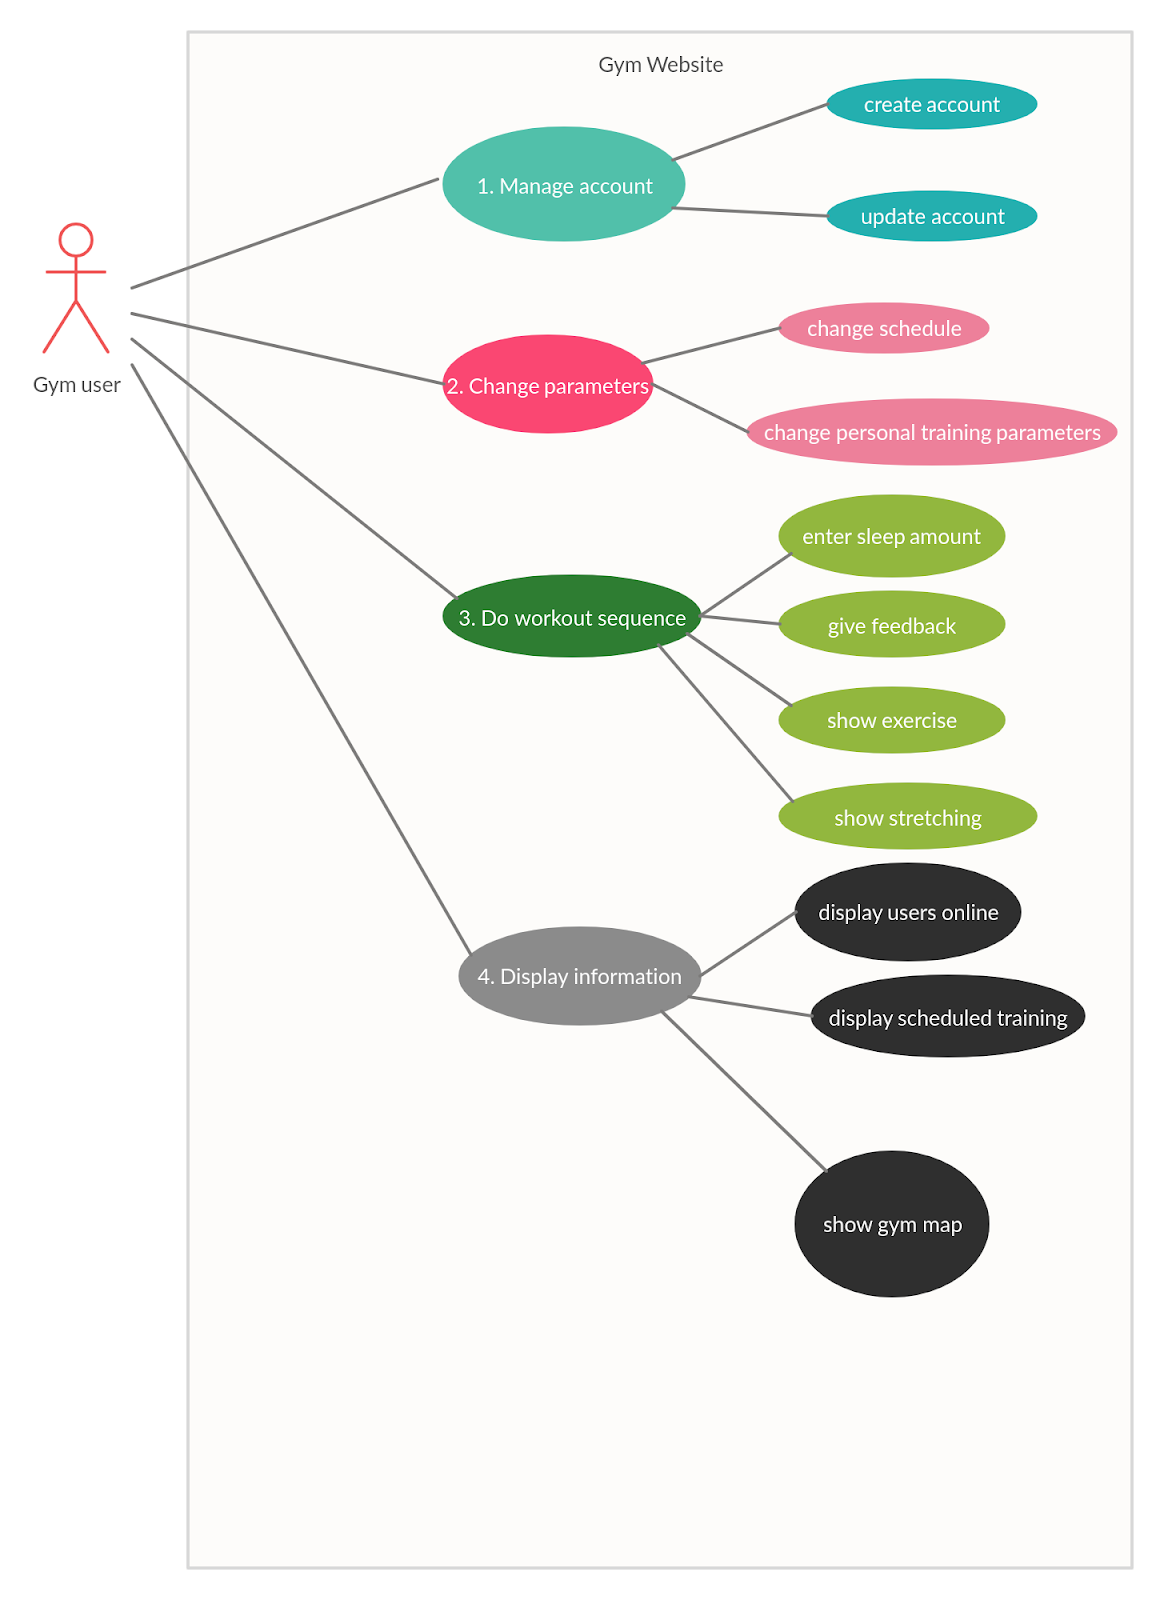 Gym Website
create account
1. Manage account
update account
Gym user
change schedule
2. Change parameters
change personal training parameters
enter sleep amount
3. Do workout sequence
give feedback
show exercise
show stretching
display users online
4. Display information
display scheduled training
show gym map